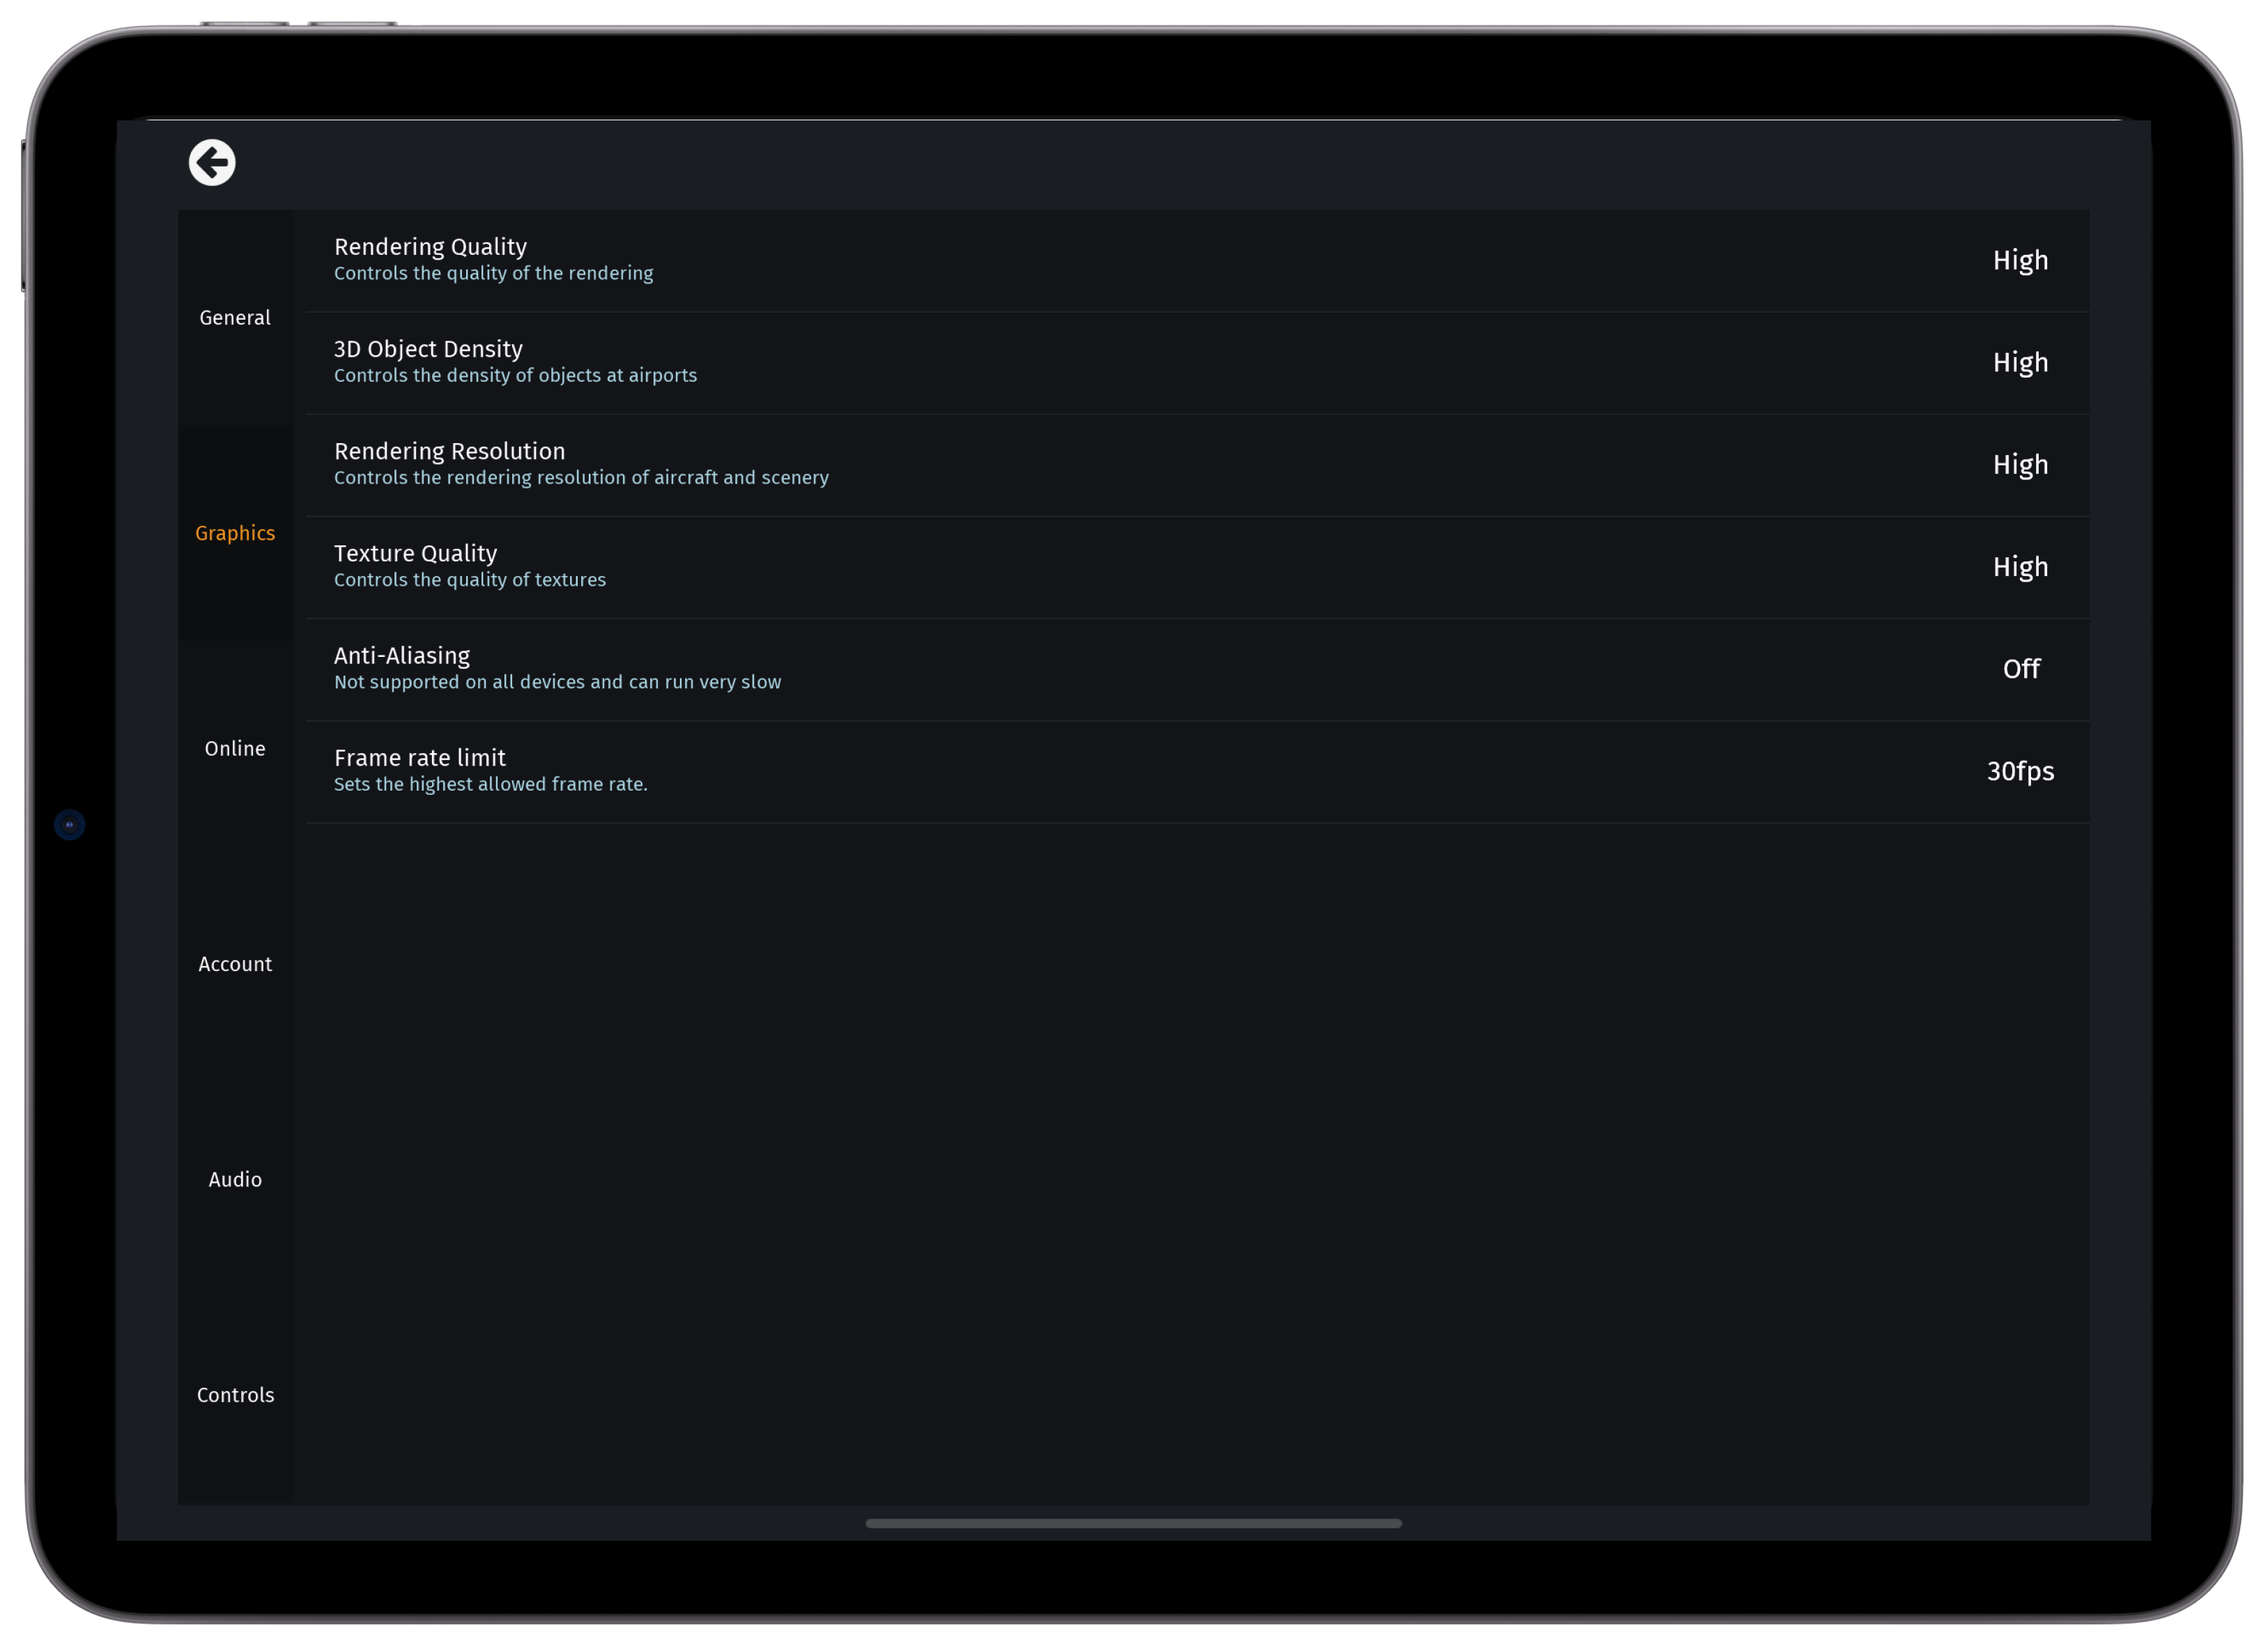 General
Graphics
Online
Account
Audio
Controls
Rendering Quality
Controls the quality of the rendering
High
3D Object Density
Controls the density of objects at airports
High
Rendering Resolution
Controls the rendering resolution of aircraft and scenery
High
Texture Quality
Controls the quality of textures
High
Anti-Aliasing
Not supported on all devices and can run very slow
Off
Frame rate limit
Sets the highest allowed frame rate.
30fps